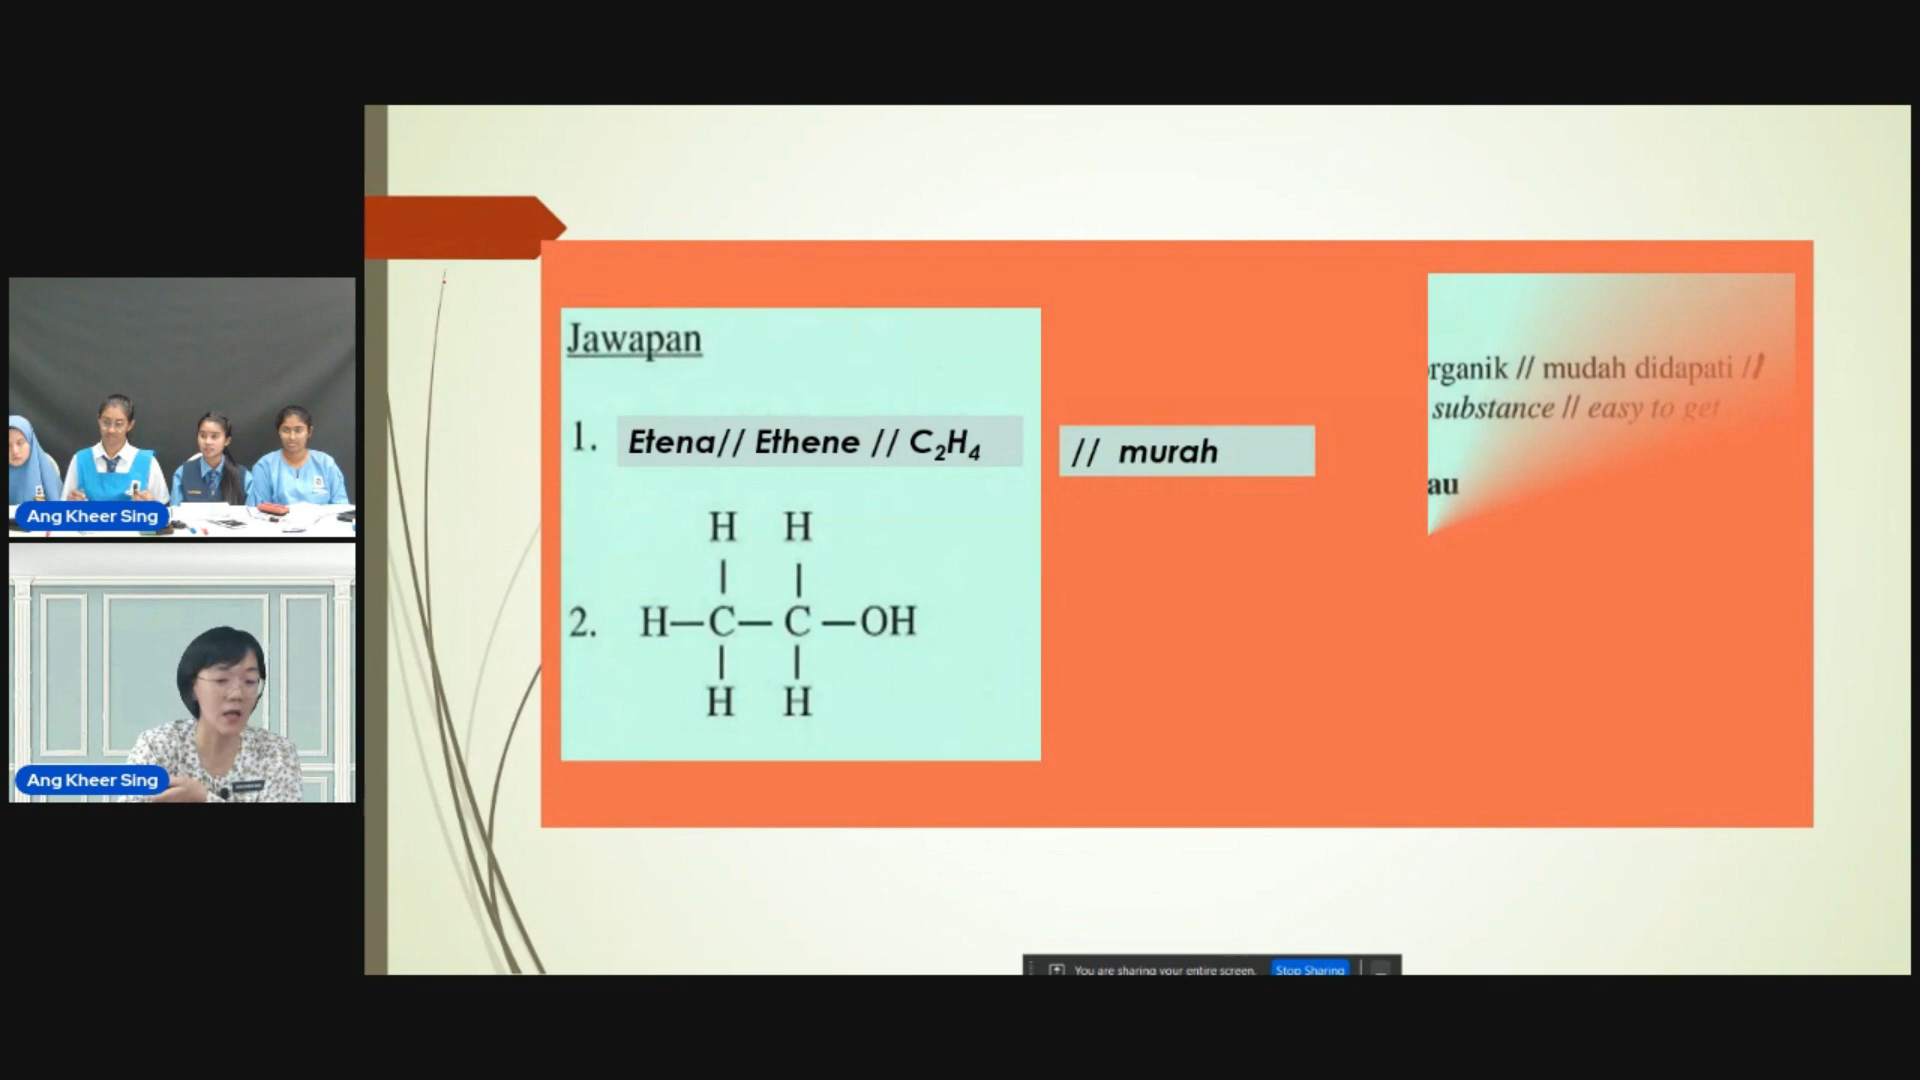 Ang Kheer Sing
Ang Kheer Sing
Jawapan
1. Etena// Ethene // C₂H₄
// murah
rganik // mudah didapati //
substance // easy to get
au
H H
2. H—C—C—OH
H H
You are sharing your entire screen. Stop Sharing